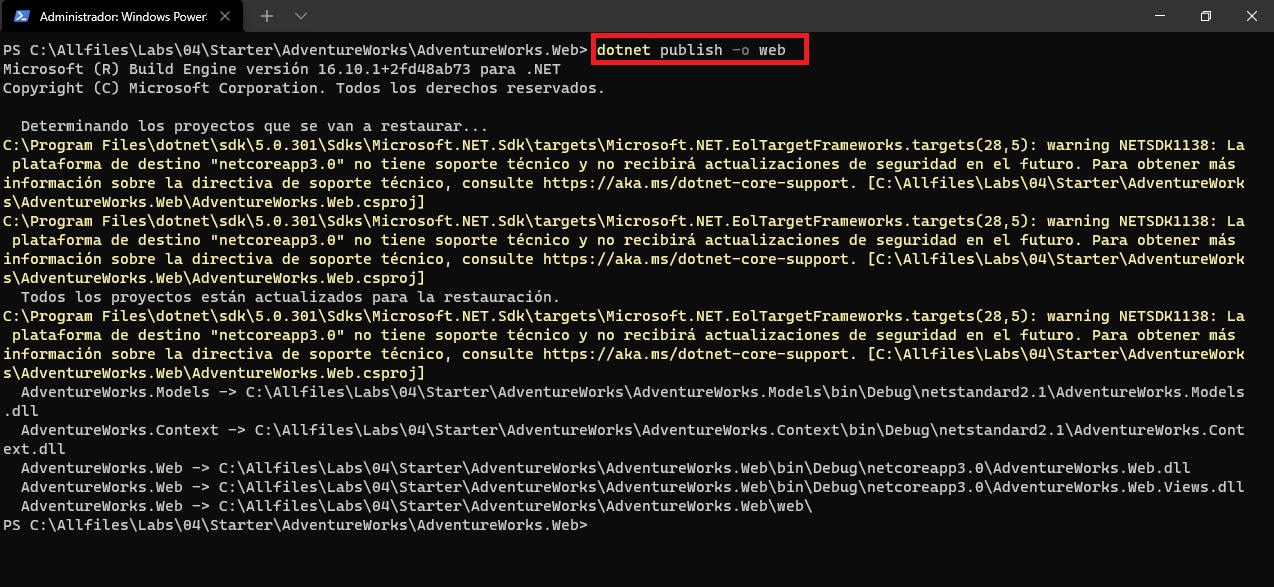 Administrador: Windows Power
PS C:\Allfiles\Labs\04\Starter\AdventureWorks\AdventureWorks.Web> dotnet publish -o web
Microsoft (R) Build Engine versión 16.10.1+2fd48ab73 para .NET
Copyright (C) Microsoft Corporation. Todos los derechos reservados.
Determinando los proyectos que se van a restaurar...
C:\Program Files\dotnet\sdk\5.0.301\Sdks\Microsoft.NET.Sdk\targets\Microsoft.NET.EolTargetFrameworks.targets(28,5): warning NETSDK1138: La
plataforma de destino "netcoreapp3.0" no tiene soporte técnico y no recibirá actualizaciones de seguridad en el futuro. Para obtener más
información sobre la directiva de soporte técnico, consulte https://aka.ms/dotnet-core-support. [C:\Allfiles\Labs\04\Starter\AdventureWork
s\AdventureWorks.Web\AdventureWorks.Web.csproj]
C:\Program Files\dotnet\sdk\5.0.301\Sdks\Microsoft.NET.Sdk\targets\Microsoft.NET.EolTargetFrameworks.targets(28,5): warning NETSDK1138: La
plataforma de destino "netcoreapp3.0" no tiene soporte técnico y no recibirá actualizaciones de seguridad en el futuro. Para obtener más
información sobre la directiva de soporte técnico, consulte https://aka.ms/dotnet-core-support. [C:\Allfiles\Labs\04\Starter\AdventureWork
s\AdventureWorks.Web\AdventureWorks.Web.csproj]
Todos los proyectos están actualizados para la restauración.
C:\Program Files\dotnet\sdk\5.0.301\Sdks\Microsoft.NET.Sdk\targets\Microsoft.NET.EolTargetFrameworks.targets(28,5): warning NETSDK1138: La
plataforma de destino "netcoreapp3.0" no tiene soporte técnico y no recibirá actualizaciones de seguridad en el futuro. Para obtener más
información sobre la directiva de soporte técnico, consulte https://aka.ms/dotnet-core-support. [C:\Allfiles\Labs\04\Starter\AdventureWork
s\AdventureWorks.Web\AdventureWorks.Web.csproj]
AdventureWorks.Models -> C:\Allfiles\Labs\04\Starter\AdventureWorks\AdventureWorks.Models\bin\Debug\netstandard2.1\AdventureWorks.Models
.dll
AdventureWorks.Context -> C:\Allfiles\Labs\04\Starter\AdventureWorks\AdventureWorks.Context\bin\Debug\netstandard2.1\AdventureWorks.Cont
ext.dll
AdventureWorks.Web -> C:\Allfiles\Labs\04\Starter\AdventureWorks\AdventureWorks.Web\bin\Debug\netcoreapp3.0\AdventureWorks.Web.dll
AdventureWorks.Web -> C:\Allfiles\Labs\04\Starter\AdventureWorks\AdventureWorks.Web\bin\Debug\netcoreapp3.0\AdventureWorks.Web.Views.dll
AdventureWorks.Web -> C:\Allfiles\Labs\04\Starter\AdventureWorks\AdventureWorks.Web\web\
PS C:\Allfiles\Labs\04\Starter\AdventureWorks\AdventureWorks.Web>